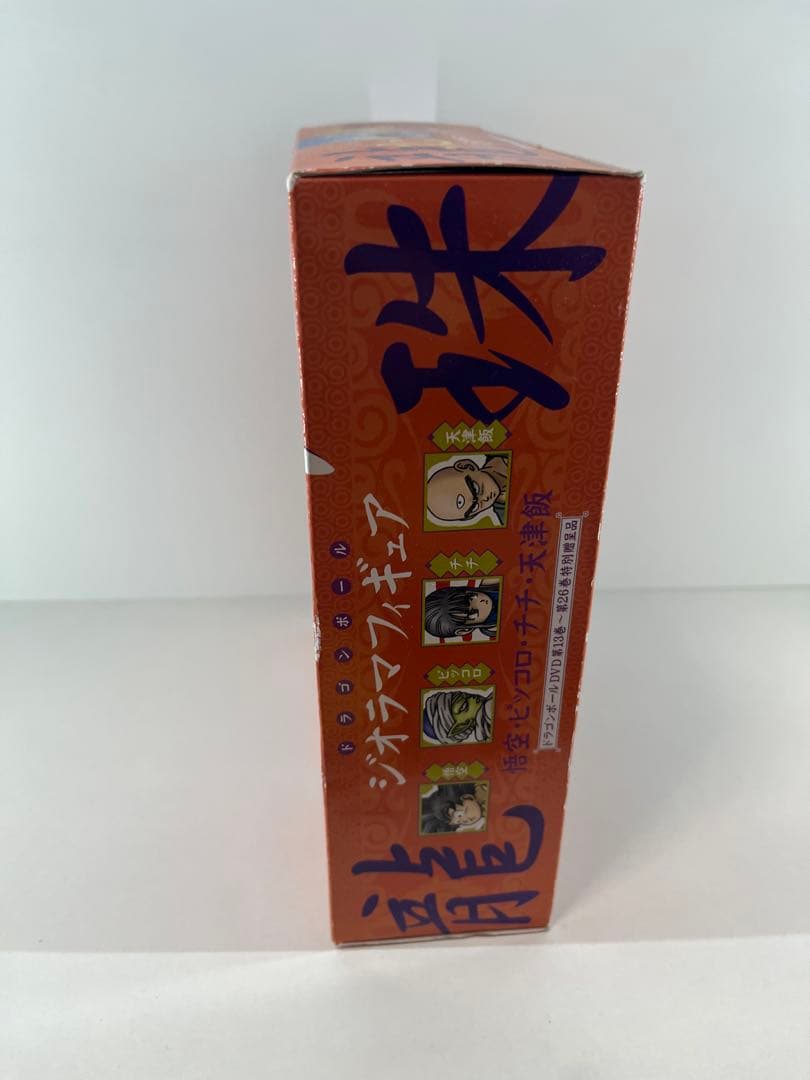 龍珠
ドラゴンボール
ジオラマフィギュア
悟空
ピッコロ
チチ
天津飯
悟空・ピッコロ・チチ・天津飯
ドラゴンボールDVD第13巻～第26巻特別贈呈品